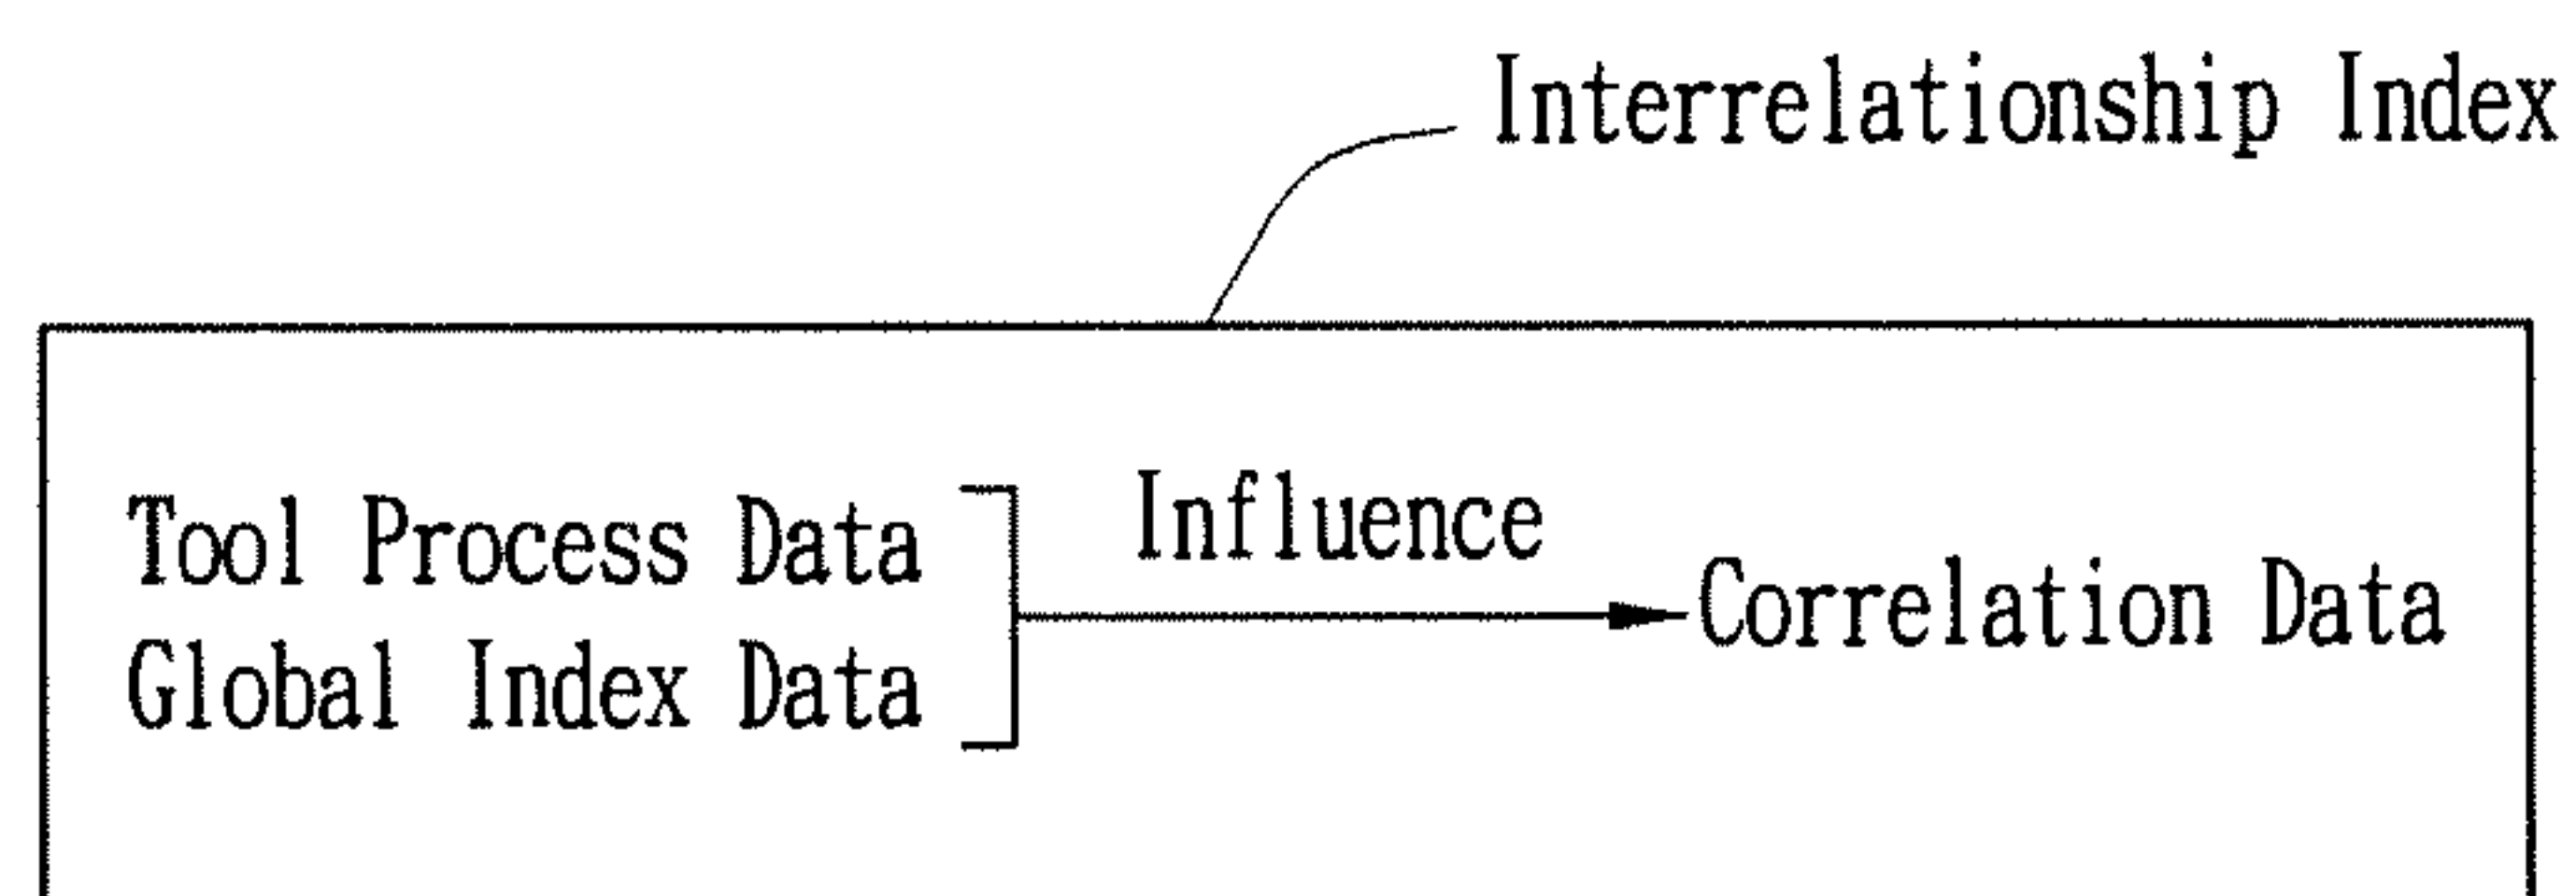 Interrelationship Index
Influence
Tool Process Data
Correlation Data
Global Index Data